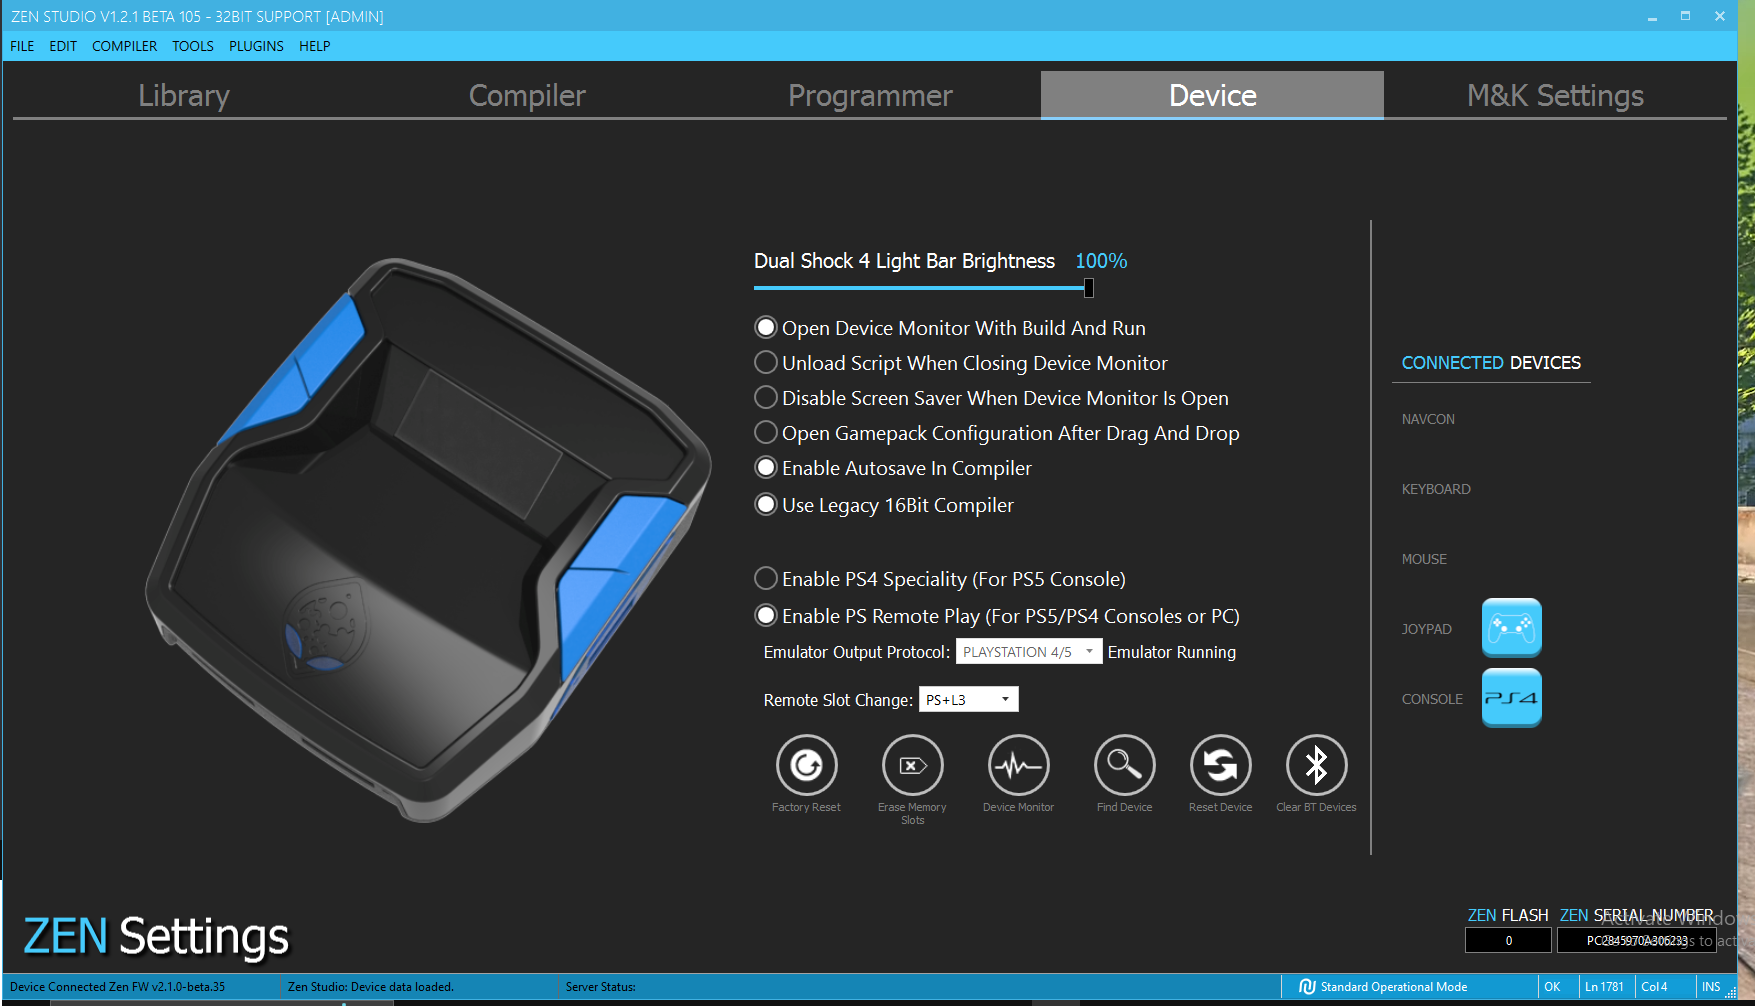 ZEN STUDIO V1.2.1 BETA 105 - 32BIT SUPPORT [ADMIN]
FILE EDIT COMPILER TOOLS PLUGINS HELP
Library Compiler Programmer Device M&K Settings
Dual Shock 4 Light Bar Brightness 100%
Open Device Monitor With Build And Run
Unload Script When Closing Device Monitor
Disable Screen Saver When Device Monitor Is Open
Open Gamepack Configuration After Drag And Drop
Enable Autosave In Compiler
Use Legacy 16Bit Compiler
Enable PS4 Speciality (For PS5 Console)
Enable PS Remote Play (For PS5/PS4 Consoles or PC)
Emulator Output Protocol: PLAYSTATION 4/5 Emulator Running
Remote Slot Change: PS+L3
Factory Reset
Erase Memory
Slots
Device Monitor
Find Device
Reset Device
Clear BT Devices
CONNECTED DEVICES
NAVCON
KEYBOARD
MOUSE
JOYPAD
CONSOLE PS4
ZEN Settings
ZEN FLASH
0
ZEN SERIAL NUMBER
Activate Windo
Device Connected Zen FW v2.1.0-beta.35 Zen Studio: Device data loaded. Server Status: Standard Operational Mode OK Ln 1781 Col 4 INS